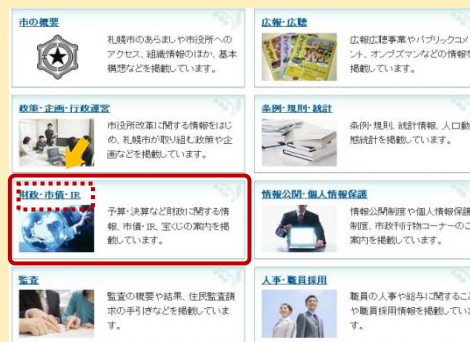 市の概要
札幌市のあらましや市役所への
アクセス、組織情報のほか、基本
構想などを掲載しています。
広報・広聴
広報広聴事業やパブリックコメ
ント、オンブズマンなどの情報を
掲載しています。
政策・企画・行政運営
市役所改革に関する情報をはじ
め、札幌市が取り組む政策や企
画などを掲載しています。
条例・規則・統計
条例・規則、統計情報、人口動
態統計を掲載しています。
財政・市債・IR
予算・決算など財政に関する情
報、市債・IR、宝くじの案内を掲
載しています。
情報公開・個人情報保護
情報公開制度や個人情報保護
制度、市政刊行物コーナーのご
案内を掲載しています。
監査
監査の概要や結果、住民監査請
求の手引きなどを掲載していま
す。
人事・職員採用
職員の人事や給与に関するこ
や職員採用情報を掲載していま
す。